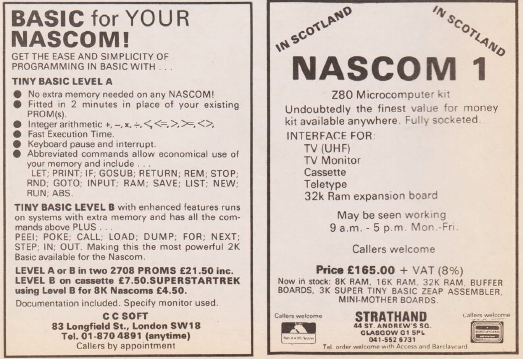 BASIC for YOUR
NASCOM!
GET THE EASE AND SIMPLICITY OF
PROGRAMMING IN BASIC WITH . . .
TINY BASIC LEVEL A
● No extra memory needed on any NASCOM!
● Fitted in 2 minutes in place of your existing
PROM(s).
● Integer arithmetic +, –, x, ÷, <, <=, >, >=, <>,
● Fast Execution Time.
● Keyboard pause and interrupt.
● Abbreviated commands allow economical use of
your memory and include . . .
LET; PRINT; IF; GOSUB; RETURN; REM; STOP;
RND; GOTO; INPUT; RAM; SAVE; LIST; NEW;
RUN; ABS.
TINY BASIC LEVEL B with enhanced features runs
on systems with extra memory and has all the com-
mands above PLUS . . .
PEEI; POKE; CALL; LOAD; DUMP; FOR; NEXT;
STEP; IN; OUT. Making this the most powerful 2K
Basic available for the Nascom.
LEVEL A or B in two 2708 PROMS £21.50 inc.
LEVEL B on cassette £7.50. SUPERSTARTREK
using Level B for 8K Nascoms £4.50.
Documentation included. Specify monitor used.
C C SOFT
83 Longfield St., London SW18
Tel. 01-870 4891 (anytime)
Callers by appointment
IN SCOTLAND
IN SCOTLAND
NASCOM 1
Z80 Microcomputer kit
Undoubtedly the finest value for money
kit available anywhere. Fully socketed.
INTERFACE FOR:
TV (UHF)
TV Monitor
Cassette
Teletype
32k Ram expansion board
May be seen working
9 a.m. - 5 p.m. Mon.-Fri.
Callers welcome
Price £165.00 + VAT (8%)
Now in stock: 8K RAM, 16K RAM, 32K RAM, BUFFER
BOARDS, 3K SUPER TINY BASIC ZEAP ASSEMBLER,
MINI-MOTHER BOARDS.
Callers welcome
STRATHAND
Callers welcome
44 ST. ANDREW'S SQ.
GLASGOW G1 5PL
041-552 6731
Tel. order welcome with Access and Barclaycard